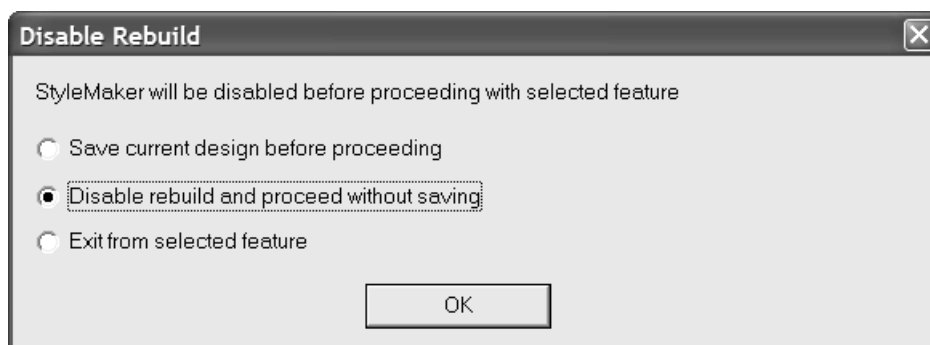 Disable Rebuild
StyleMaker will be disabled before proceeding with selected feature
Save current design before proceeding
Disable rebuild and proceed without saving
Exit from selected feature
OK